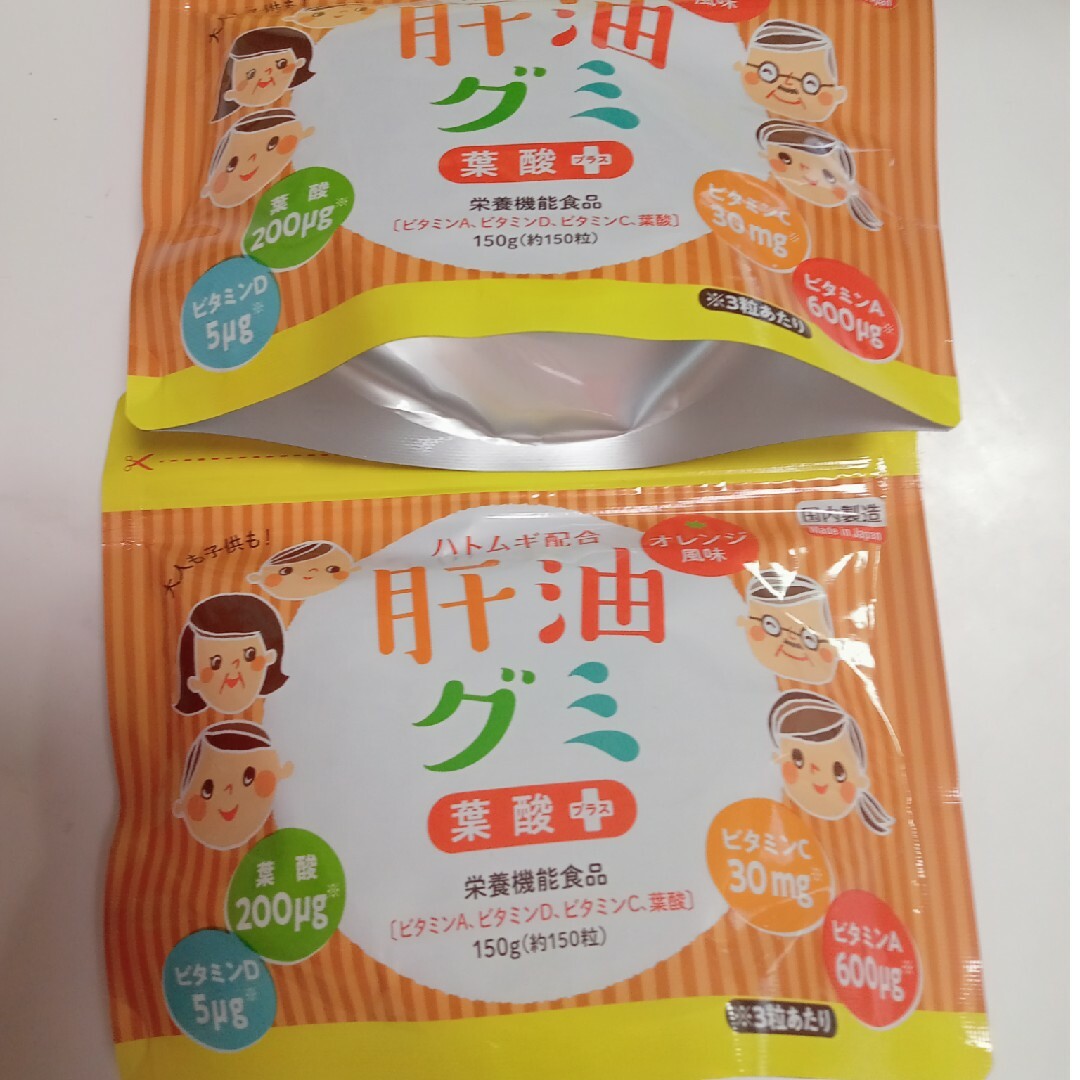 肝油
グミ
葉酸プラス
栄養機能食品
[ビタミンA、ビタミンD、ビタミンC、葉酸]
150g(約150粒)
葉酸
200μg※
ビタミンD
5μg※
ビタミンC
30mg※
ビタミンA
600μg※
※3粒あたり
大人も子供も!
ハトムギ配合
オレンジ
風味
国内製造
Made in Japan
肝油
グミ
葉酸プラス
栄養機能食品
[ビタミンA、ビタミンD、ビタミンC、葉酸]
150g(約150粒)
葉酸
200μg※
ビタミンD
5μg※
ビタミンC
30mg※
ビタミンA
600μg※
※3粒あたり